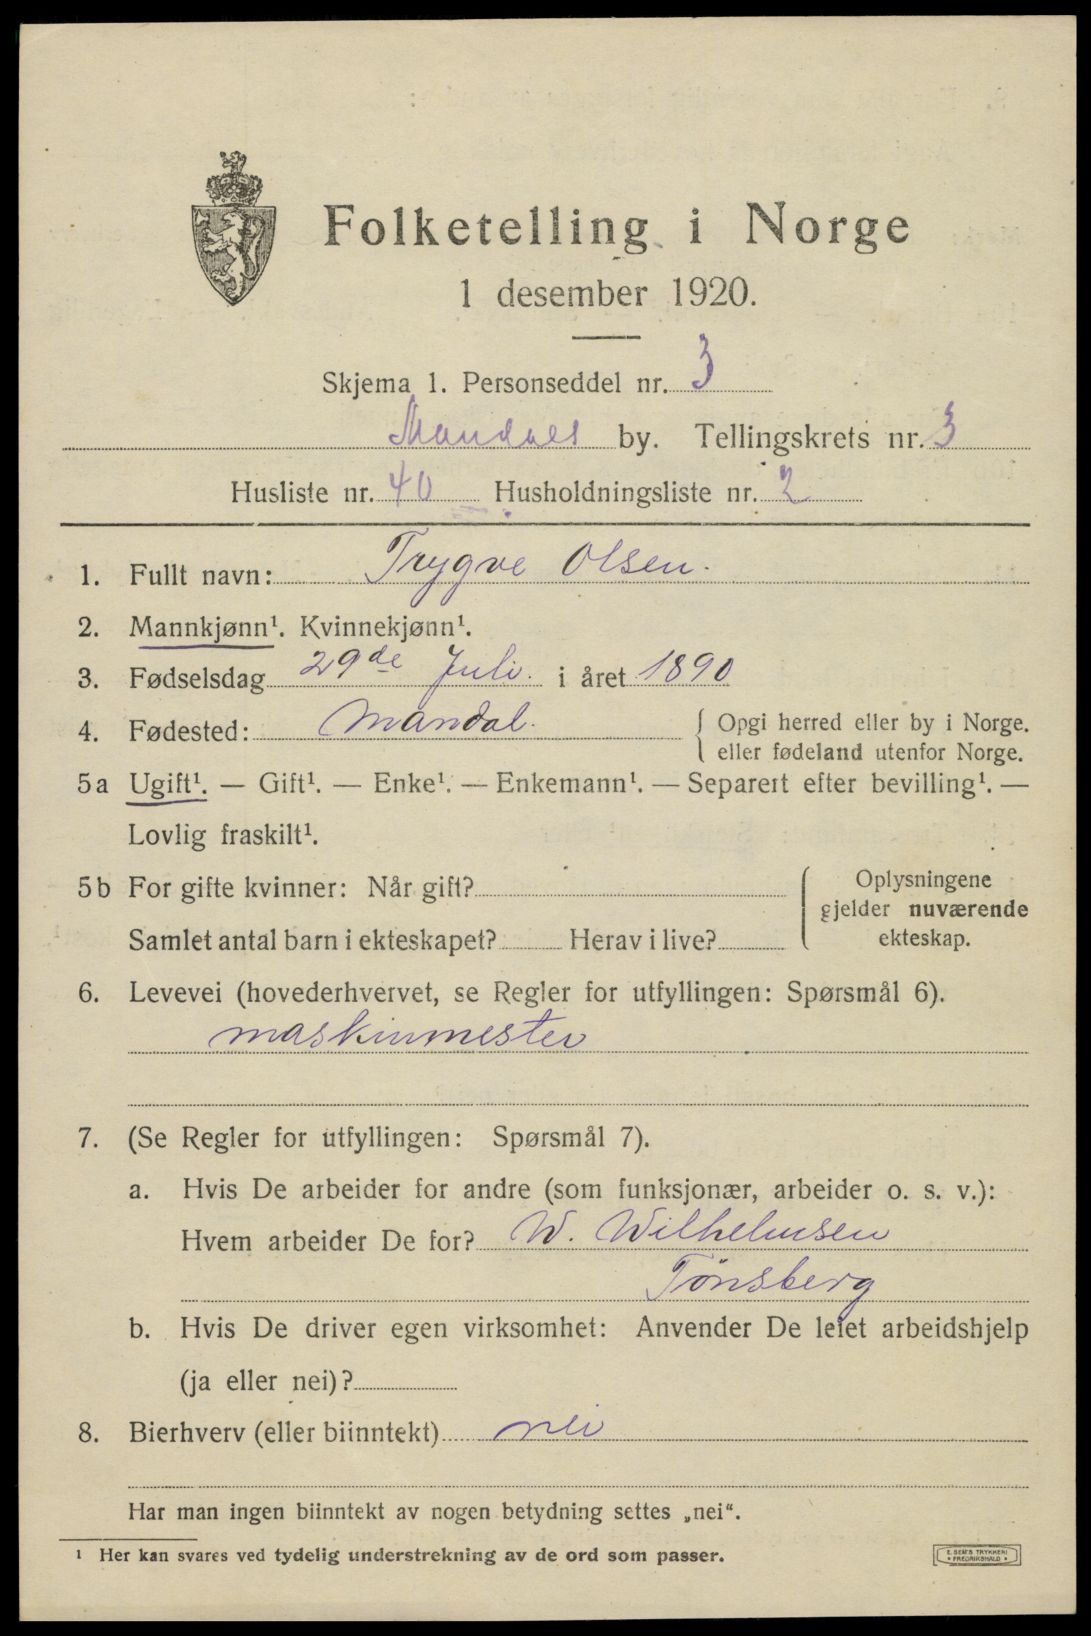 Folketelling i Norge
1 desember 1920.
Skjema 1. Personseddel nr. 3
Mandals by. Tellingskrets nr. 3
Husliste nr. 40 Husholdningsliste nr. 2
1. Fullt navn: Trygve Olsen.
2. Mannkjønn¹. Kvinnekjønn¹.
3. Fødselsdag 29de Juli. i året 1890
4. Fødested: Mandal. { Opgi herred eller by i Norge.
eller fødeland utenfor Norge.
5a Ugift¹. — Gift¹. — Enke¹. — Enkemann¹. — Separert efter bevilling¹. —
Lovlig fraskilt¹.
5b For gifte kvinner: Når gift? { Oplysningene
gjelder nuværende
Samlet antal barn i ekteskapet? Herav i live? ekteskap.
6. Levevei (hovederhvervet, se Regler for utfyllingen: Spørsmål 6).
maskinmester
7. (Se Regler for utfyllingen: Spørsmål 7).
a. Hvis De arbeider for andre (som funksjonær, arbeider o. s. v.):
Hvem arbeider De for? W. Wilhelmsen
Tønsberg
b. Hvis De driver egen virksomhet: Anvender De leiet arbeidshjelp
(ja eller nei)?
8. Bierhverv (eller biinntekt) nei
Har man ingen biinntekt av nogen betydning settes „nei“.
¹ Her kan svares ved tydelig understrekning av de ord som passer.
E. SEM'S TRYKKERI
• FREDRIKSHALD •